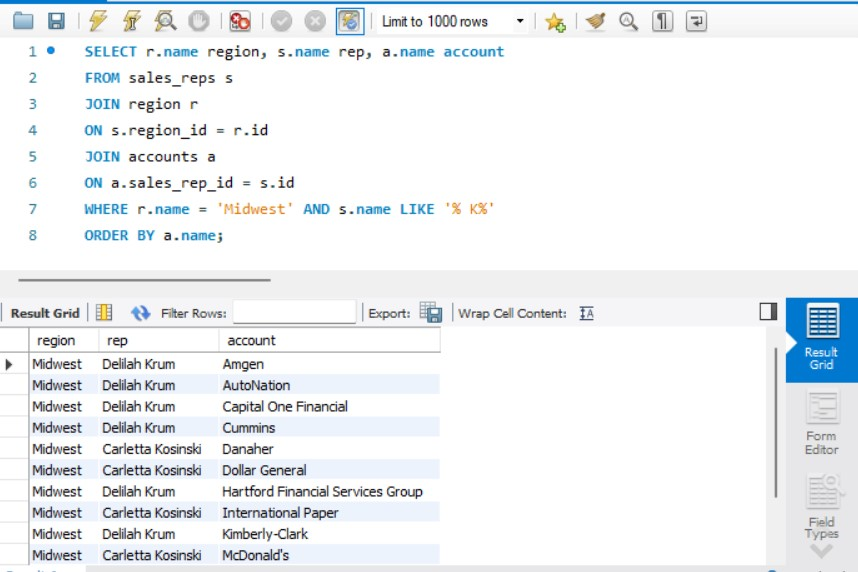 Limit to 1000 rows
1 SELECT r.name region, s.name rep, a.name account
2 FROM sales_reps s
3 JOIN region r
4 ON s.region_id = r.id
5 JOIN accounts a
6 ON a.sales_rep_id = s.id
7 WHERE r.name = 'Midwest' AND s.name LIKE '% K%'
8 ORDER BY a.name;
Result Grid Filter Rows: Export: Wrap Cell Content: IA
region rep account
Midwest Delilah Krum Amgen
Midwest Delilah Krum AutoNation
Midwest Delilah Krum Capital One Financial
Midwest Delilah Krum Cummins
Midwest Carletta Kosinski Danaher
Midwest Carletta Kosinski Dollar General
Midwest Delilah Krum Hartford Financial Services Group
Midwest Carletta Kosinski International Paper
Midwest Delilah Krum Kimberly-Clark
Midwest Carletta Kosinski McDonald's
Result
Grid
Form
Editor
Field
Types